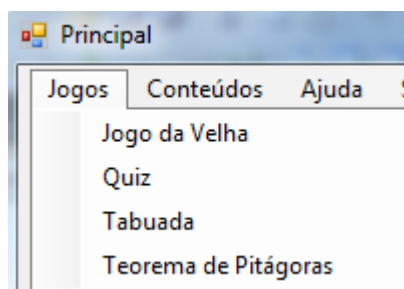 Principal
Jogos Conteúdos Ajuda
Jogo da Velha
Quiz
Tabuada
Teorema de Pitágoras